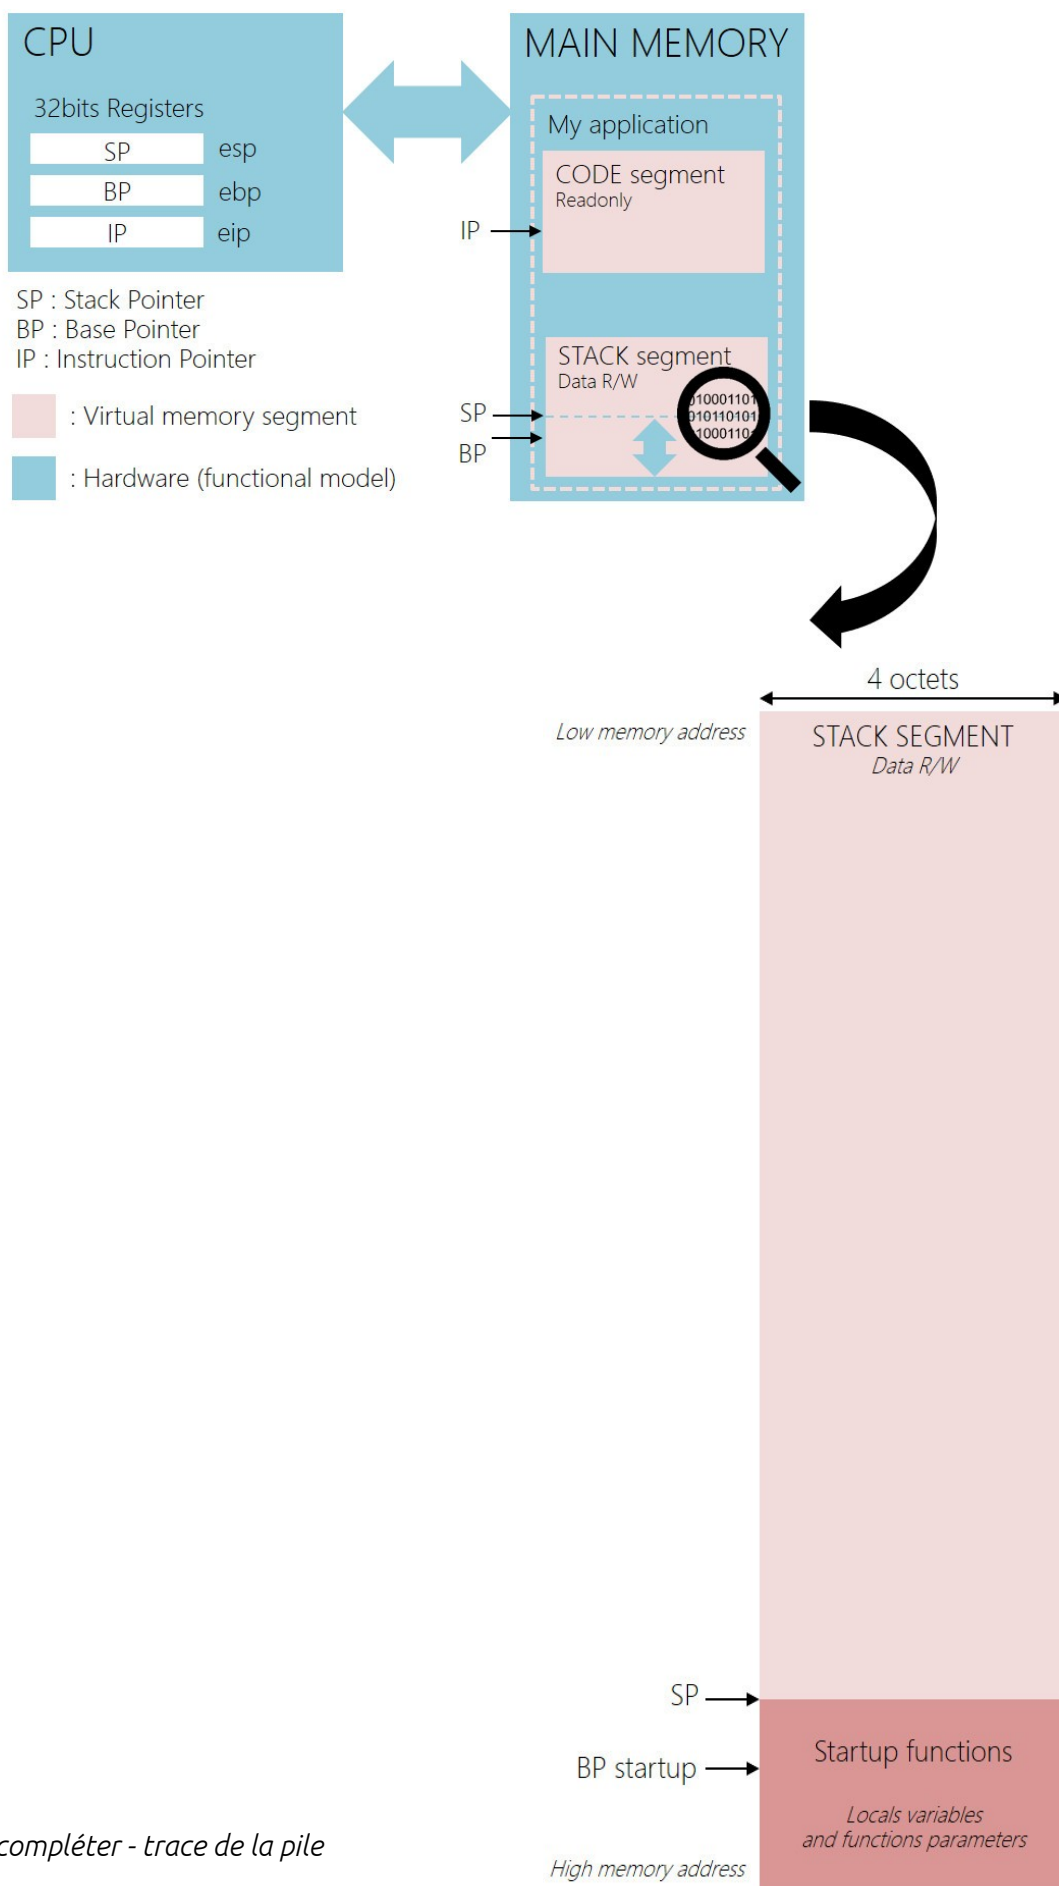 CPU
32bits Registers
SP esp
BP ebp
IP eip
SP : Stack Pointer
BP : Base Pointer
IP : Instruction Pointer
: Virtual memory segment
: Hardware (functional model)
MAIN MEMORY
My application
CODE segment
Readonly
IP
STACK segment
Data R/W
SP
BP
4 octets
Low memory address
STACK SEGMENT
Data R/W
SP
BP startup
Startup functions
Locals variables
and functions parameters
High memory address
compléter - trace de la pile